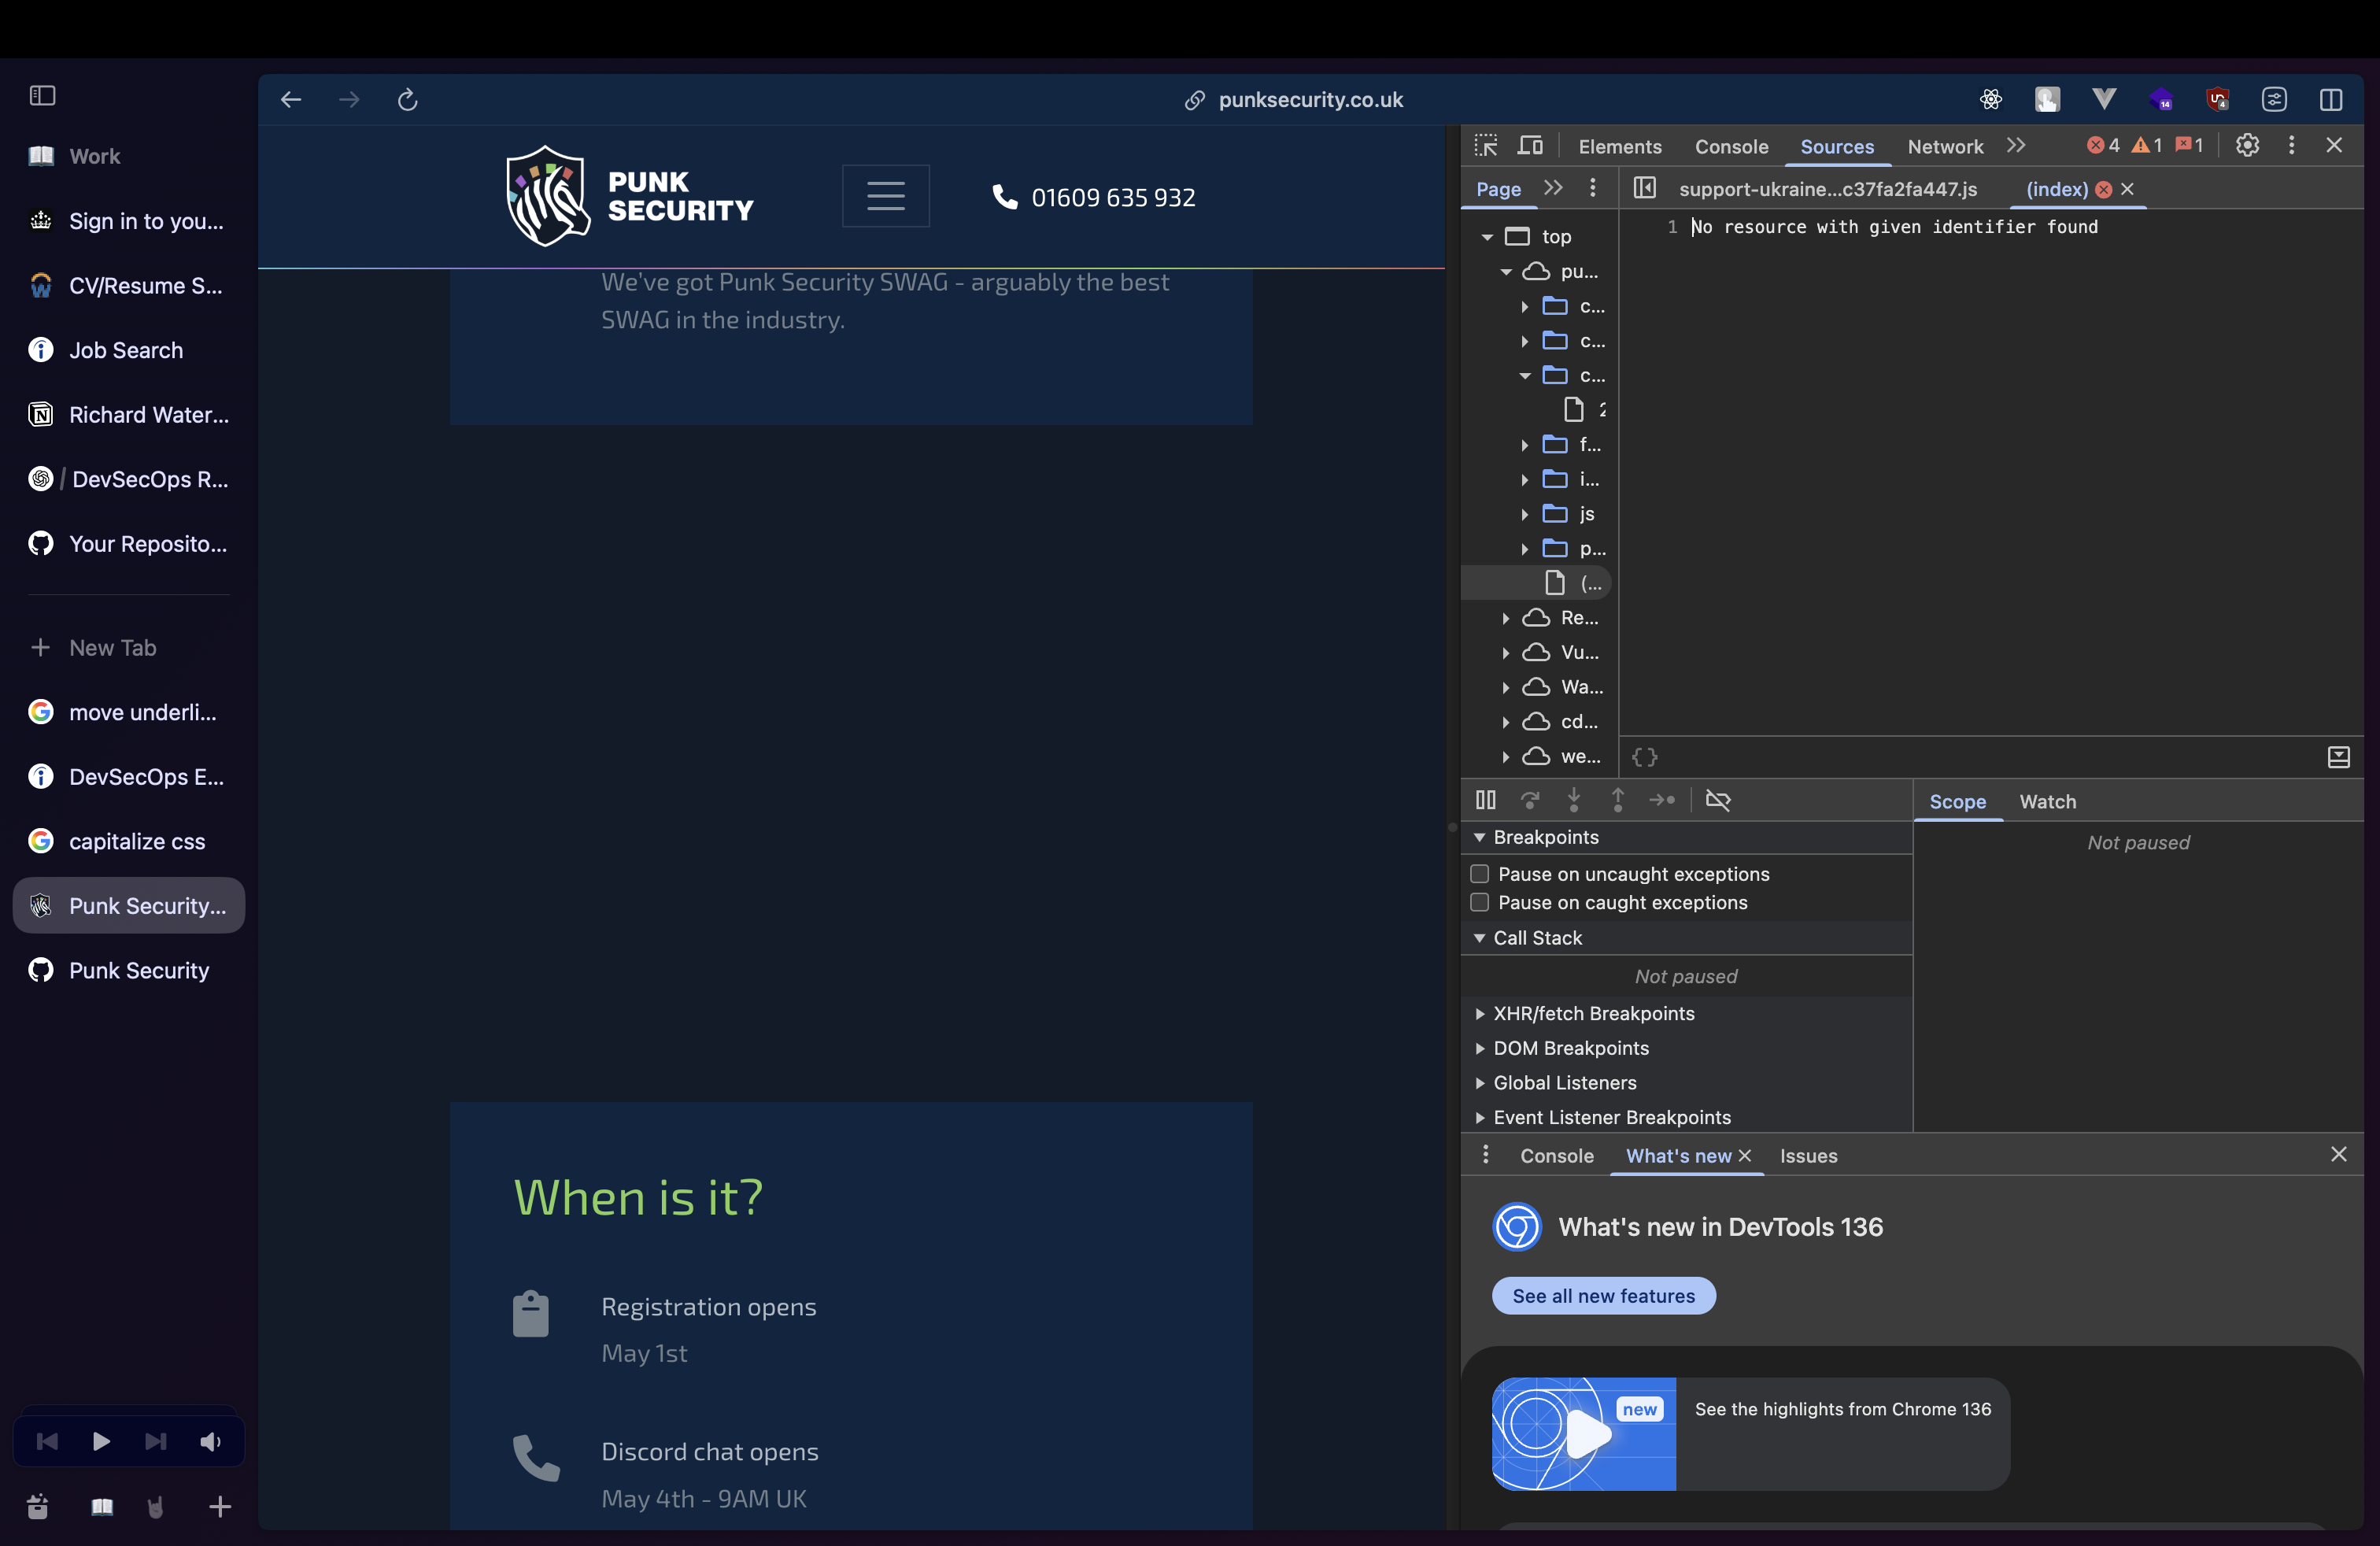 Work
Sign in to you...
CV/Resume S...
Job Search
Richard Water...
/ DevSecOps R...
Your Reposito...
New Tab
move underli...
DevSecOps E...
capitalize css
Punk Security...
Punk Security
punksecurity.co.uk
14
4
PUNK
SECURITY
01609 635 932
We've got Punk Security SWAG - arguably the best
SWAG in the industry.
When is it?
Registration opens
May 1st
Discord chat opens
May 4th - 9AM UK
Elements
Console
Sources
Network
4
1
1
Page
support-ukraine...c37fa2fa447.js
(index)
top
pu...
c...
c...
c...
2
f...
i...
js
p...
(...
Re...
Vu...
Wa...
cd...
we...
1 No resource with given identifier found
{}
Breakpoints
Pause on uncaught exceptions
Pause on caught exceptions
Call Stack
Not paused
XHR/fetch Breakpoints
DOM Breakpoints
Global Listeners
Event Listener Breakpoints
Scope
Watch
Not paused
Console
What's new
Issues
What's new in DevTools 136
See all new features
new
See the highlights from Chrome 136